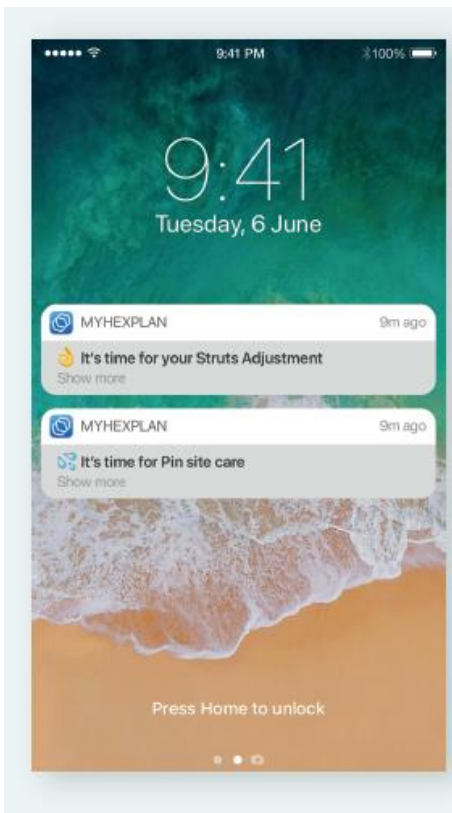 9:41 PM 100%
9:41
Tuesday, 6 June
MYHEXPLAN 9m ago
👌 It's time for your Struts Adjustment
Show more
MYHEXPLAN 9m ago
💦 It's time for Pin site care
Show more
Press Home to unlock